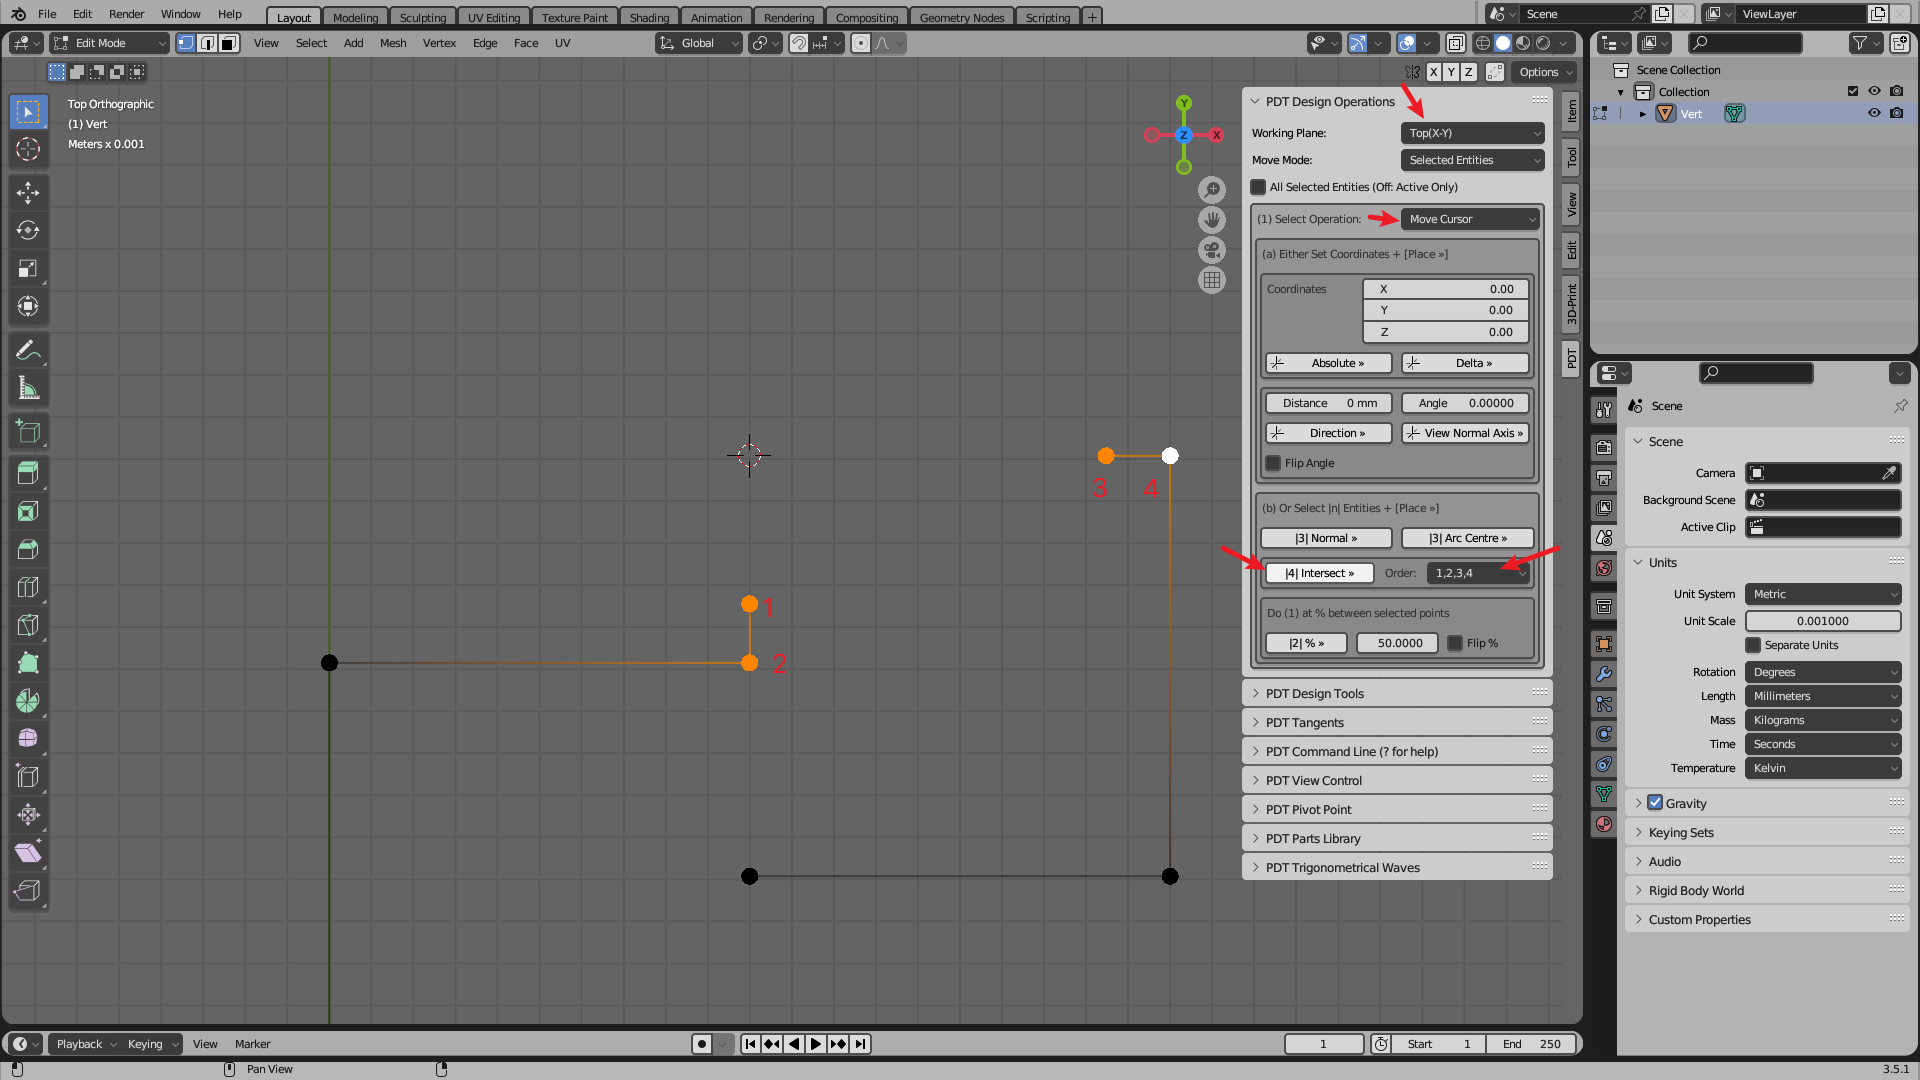 File Edit Render Window Help Layout Modeling Sculpting UV Editing Texture Paint Shading Animation Rendering Compositing Geometry Nodes Scripting + Scene ViewLayer
Edit Mode View Select Add Mesh Vertex Edge Face UV Global
X Y Z Options
Top Orthographic
(1) Vert
Meters x 0.001
Y
Z X
3 4
1
2
PDT Design Operations
Working Plane: Top(X-Y)
Move Mode: Selected Entities
All Selected Entities (Off: Active Only)
(1) Select Operation: Move Cursor
(a) Either Set Coordinates + [Place »]
Coordinates X 0.00
Y 0.00
Z 0.00
Absolute » Delta »
Distance 0 mm Angle 0.00000
Direction » View Normal Axis »
Flip Angle
(b) Or Select |n| Entities + [Place »]
|3| Normal » |3| Arc Centre »
|4| Intersect » Order: 1,2,3,4
Do (1) at % between selected points
|2| % » 50.0000 Flip %
PDT Design Tools
PDT Tangents
PDT Command Line (? for help)
PDT View Control
PDT Pivot Point
PDT Parts Library
PDT Trigonometrical Waves
Item
Tool
View
Edit
3D-Print
PDT
Scene Collection
Collection
Vert
Scene
Scene
Camera
Background Scene
Active Clip
Units
Unit System Metric
Unit Scale 0.001000
Separate Units
Rotation Degrees
Length Millimeters
Mass Kilograms
Time Seconds
Temperature Kelvin
Gravity
Keying Sets
Audio
Rigid Body World
Custom Properties
Playback Keying View Marker 1 Start 1 End 250
Pan View 3.5.1